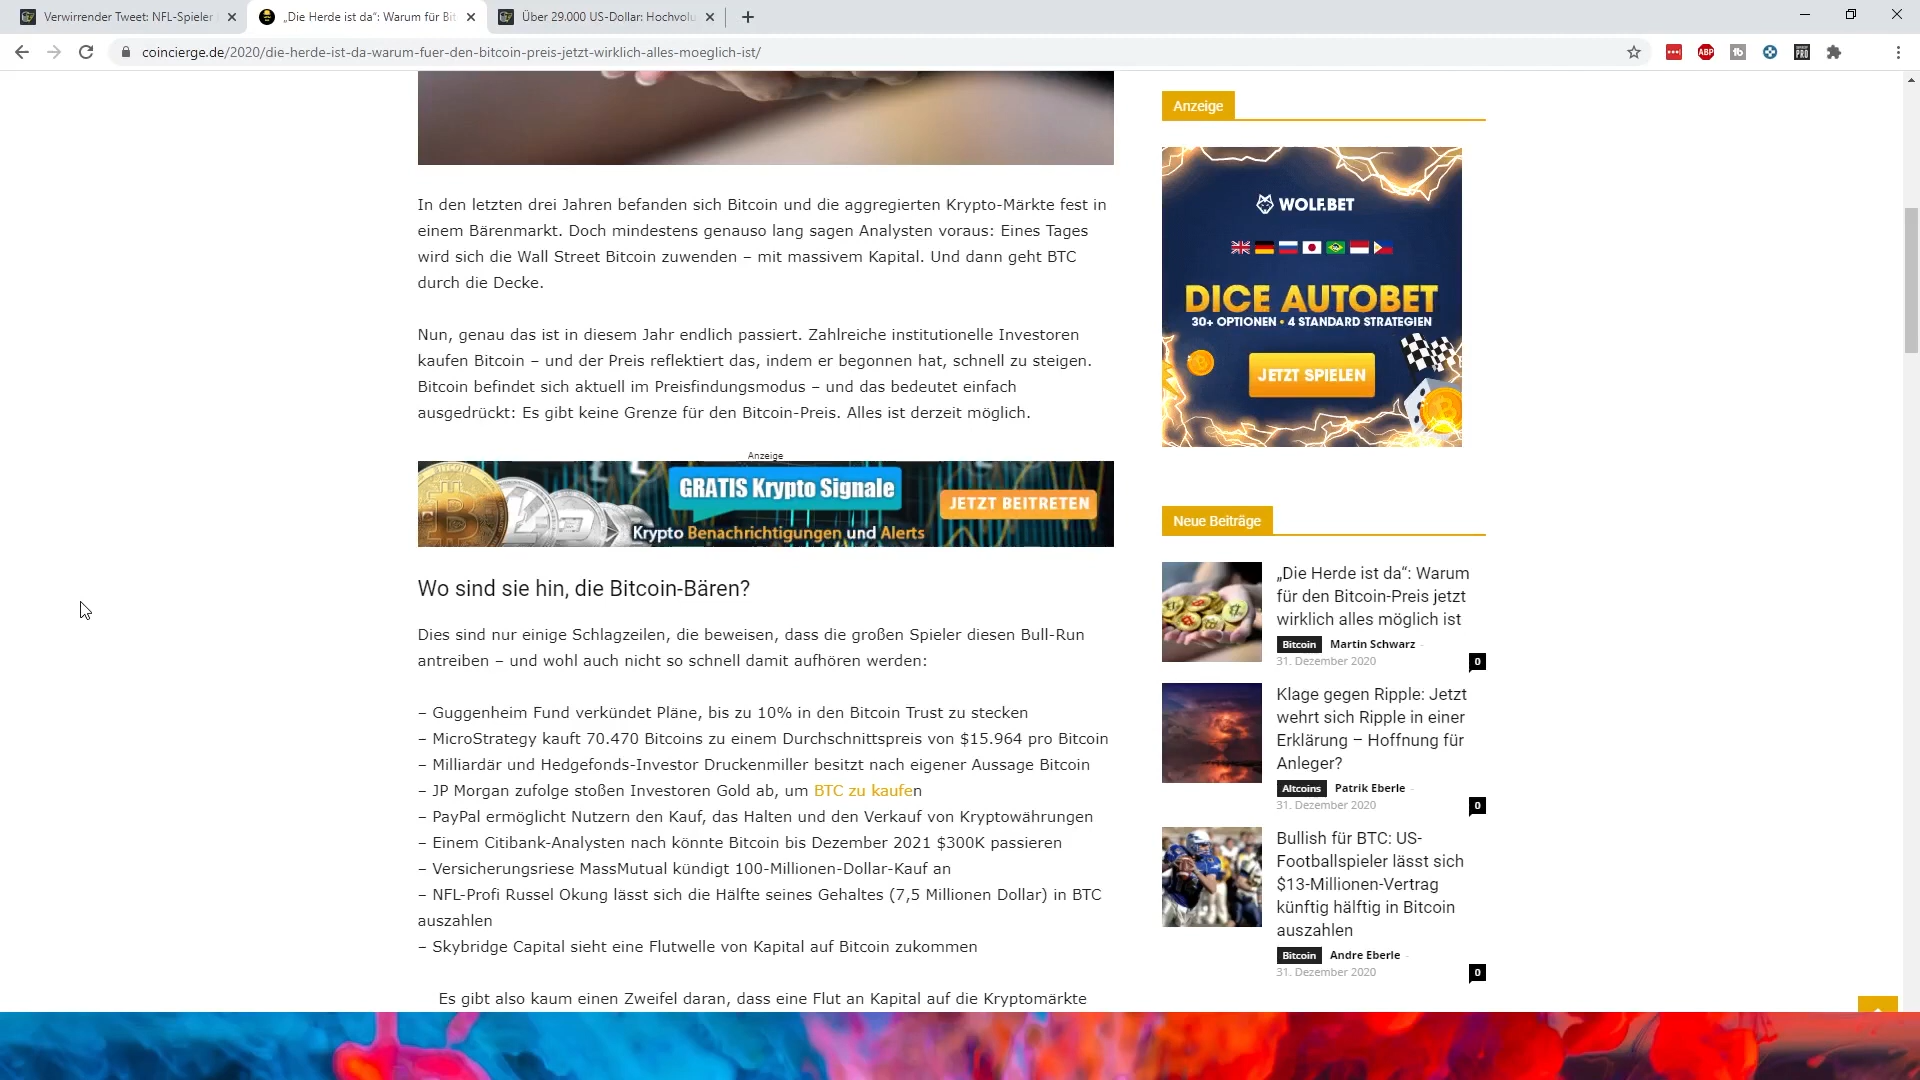 Verwirrender Tweet: NFL-Spieler
„Die Herde ist da“: Warum für Bit
Über 29.000 US-Dollar: Hochvolu
coincierge.de/2020/die-herde-ist-da-warum-fuer-den-bitcoin-preis-jetzt-wirklich-alles-moeglich-ist/
ABP
PRO
In den letzten drei Jahren befanden sich Bitcoin und die aggregierten Krypto-Märkte fest in
einem Bärenmarkt. Doch mindestens genauso lang sagen Analysten voraus: Eines Tages
wird sich die Wall Street Bitcoin zuwenden – mit massivem Kapital. Und dann geht BTC
durch die Decke.
Nun, genau das ist in diesem Jahr endlich passiert. Zahlreiche institutionelle Investoren
kaufen Bitcoin – und der Preis reflektiert das, indem er begonnen hat, schnell zu steigen.
Bitcoin befindet sich aktuell im Preisfindungsmodus – und das bedeutet einfach
ausgedrückt: Es gibt keine Grenze für den Bitcoin-Preis. Alles ist derzeit möglich.
Anzeige
BITCOIN
GRATIS Krypto Signale
JETZT BEITRETEN
Krypto Benachrichtigungen und Alerts
Wo sind sie hin, die Bitcoin-Bären?
Dies sind nur einige Schlagzeilen, die beweisen, dass die großen Spieler diesen Bull-Run
antreiben – und wohl auch nicht so schnell damit aufhören werden:
– Guggenheim Fund verkündet Pläne, bis zu 10% in den Bitcoin Trust zu stecken
– MicroStrategy kauft 70.470 Bitcoins zu einem Durchschnittspreis von $15.964 pro Bitcoin
– Milliardär und Hedgefonds-Investor Druckenmiller besitzt nach eigener Aussage Bitcoin
– JP Morgan zufolge stoßen Investoren Gold ab, um BTC zu kaufen
– PayPal ermöglicht Nutzern den Kauf, das Halten und den Verkauf von Kryptowährungen
– Einem Citibank-Analysten nach könnte Bitcoin bis Dezember 2021 $300K passieren
– Versicherungsriese MassMutual kündigt 100-Millionen-Dollar-Kauf an
– NFL-Profi Russel Okung lässt sich die Hälfte seines Gehaltes (7,5 Millionen Dollar) in BTC
auszahlen
– Skybridge Capital sieht eine Flutwelle von Kapital auf Bitcoin zukommen
Es gibt also kaum einen Zweifel daran, dass eine Flut an Kapital auf die Kryptomärkte
Anzeige
WOLF.BET
DICE AUTOBET
30+ OPTIONEN • 4 STANDARD STRATEGIEN
JETZT SPIELEN
Neue Beiträge
„Die Herde ist da“: Warum
für den Bitcoin-Preis jetzt
wirklich alles möglich ist
Bitcoin Martin Schwarz -
31. Dezember 2020
0
Klage gegen Ripple: Jetzt
wehrt sich Ripple in einer
Erklärung – Hoffnung für
Anleger?
Altcoins Patrik Eberle -
31. Dezember 2020
0
Bullish für BTC: US-
Footballspieler lässt sich
$13-Millionen-Vertrag
künftig hälftig in Bitcoin
auszahlen
Bitcoin Andre Eberle -
31. Dezember 2020
0